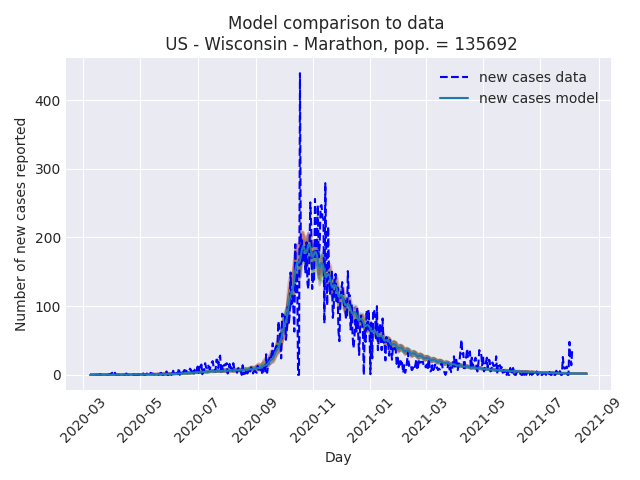 Model comparison to data
US - Wisconsin - Marathon, pop. = 135692
new cases data
new cases model
Number of new cases reported
400
300
200
100
0
2020-03
2020-05
2020-07
2020-09
2020-11
2021-01
2021-03
2021-05
2021-07
2021-09
Day